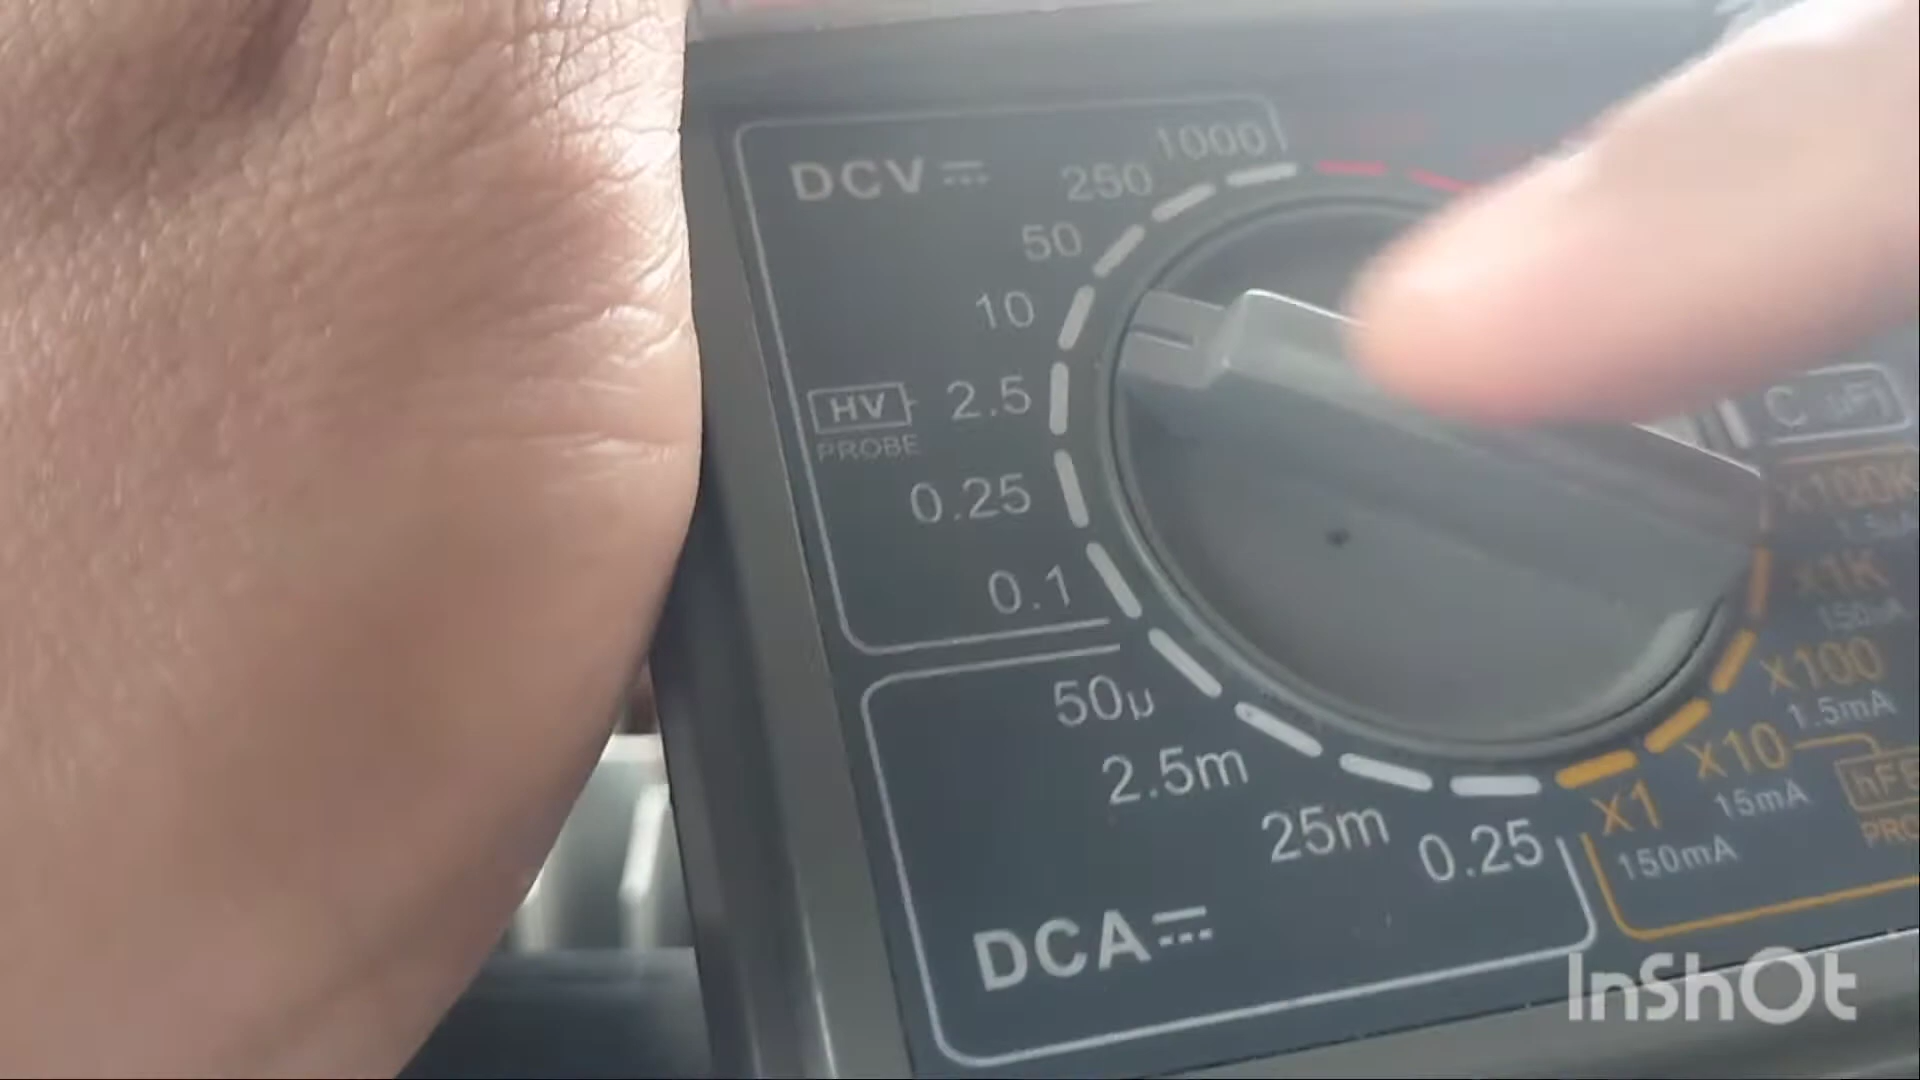 DCV
1000
250
50
10
HV 2.5
PROBE
0.25
0.1
50µ
2.5m
25m
0.25
DCA
C
X100K
X1K
X100
1.5mA
X10
15mA
X1
150mA
InShOt